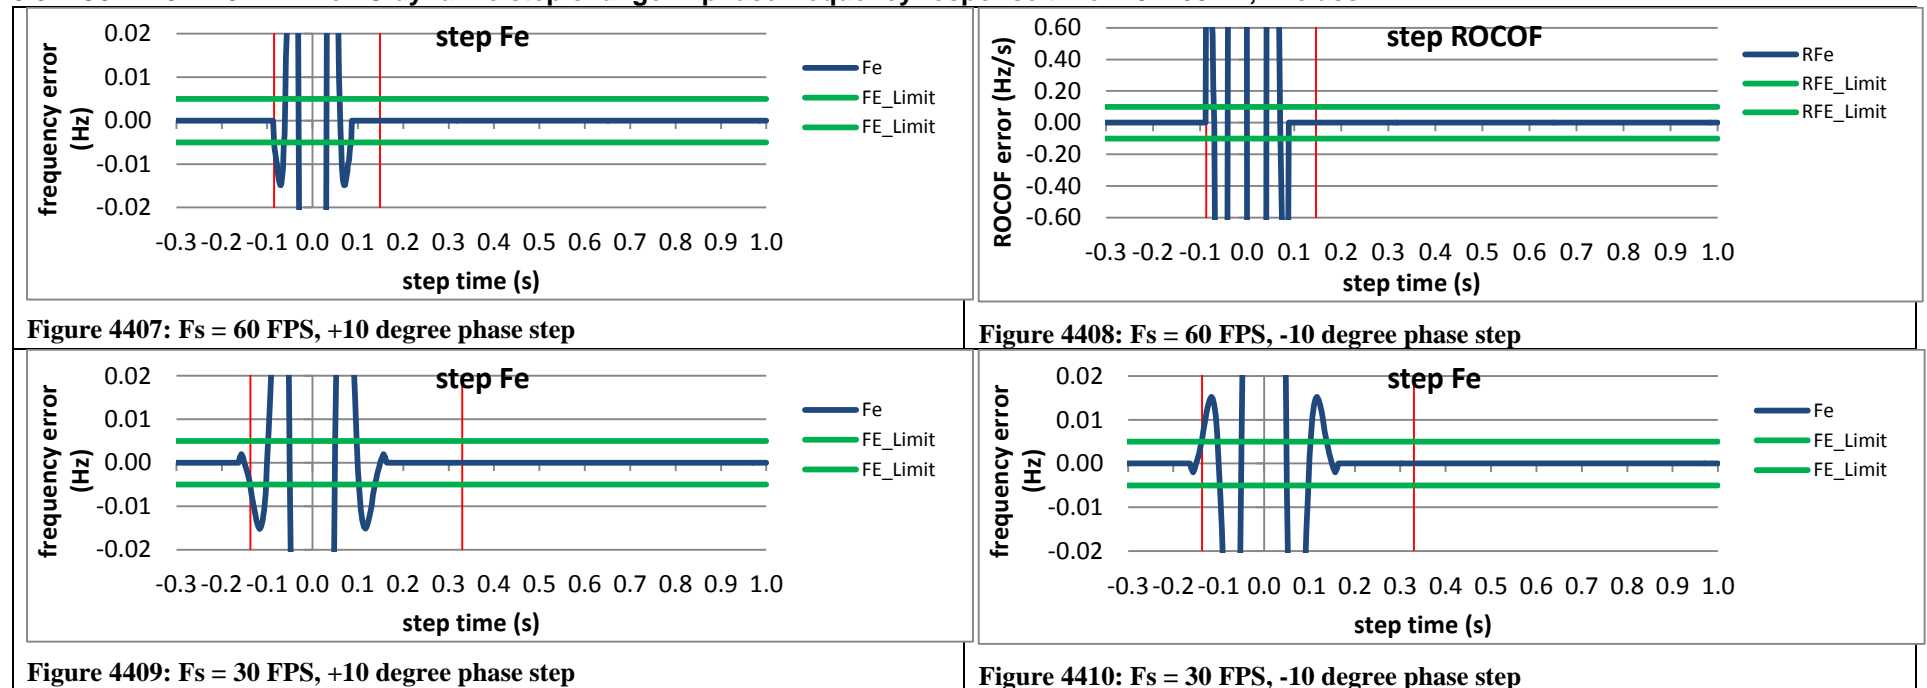 step Fe
frequency error
(Hz)
0.02
0.01
0.00
-0.01
-0.02
-0.3 -0.2 -0.1 0.0 0.1 0.2 0.3 0.4 0.5 0.6 0.7 0.8 0.9 1.0
step time (s)
Fe
FE_Limit
FE_Limit
Figure 4407: Fs = 60 FPS, +10 degree phase step
step ROCOF
ROCOF error (Hz/s)
0.60
0.40
0.20
0.00
-0.20
-0.40
-0.60
-0.3 -0.2 -0.1 0.0 0.1 0.2 0.3 0.4 0.5 0.6 0.7 0.8 0.9 1.0
step time (s)
RFe
RFE_Limit
RFE_Limit
Figure 4408: Fs = 60 FPS, -10 degree phase step
step Fe
frequency error
(Hz)
0.02
0.01
0.00
-0.01
-0.02
-0.3 -0.2 -0.1 0.0 0.1 0.2 0.3 0.4 0.5 0.6 0.7 0.8 0.9 1.0
step time (s)
Fe
FE_Limit
FE_Limit
Figure 4409: Fs = 30 FPS, +10 degree phase step
step Fe
frequency error
(Hz)
0.02
0.01
0.00
-0.01
-0.02
-0.3 -0.2 -0.1 0.0 0.1 0.2 0.3 0.4 0.5 0.6 0.7 0.8 0.9 1.0
step time (s)
Fe
FE_Limit
FE_Limit
Figure 4410: Fs = 30 FPS, -10 degree phase step